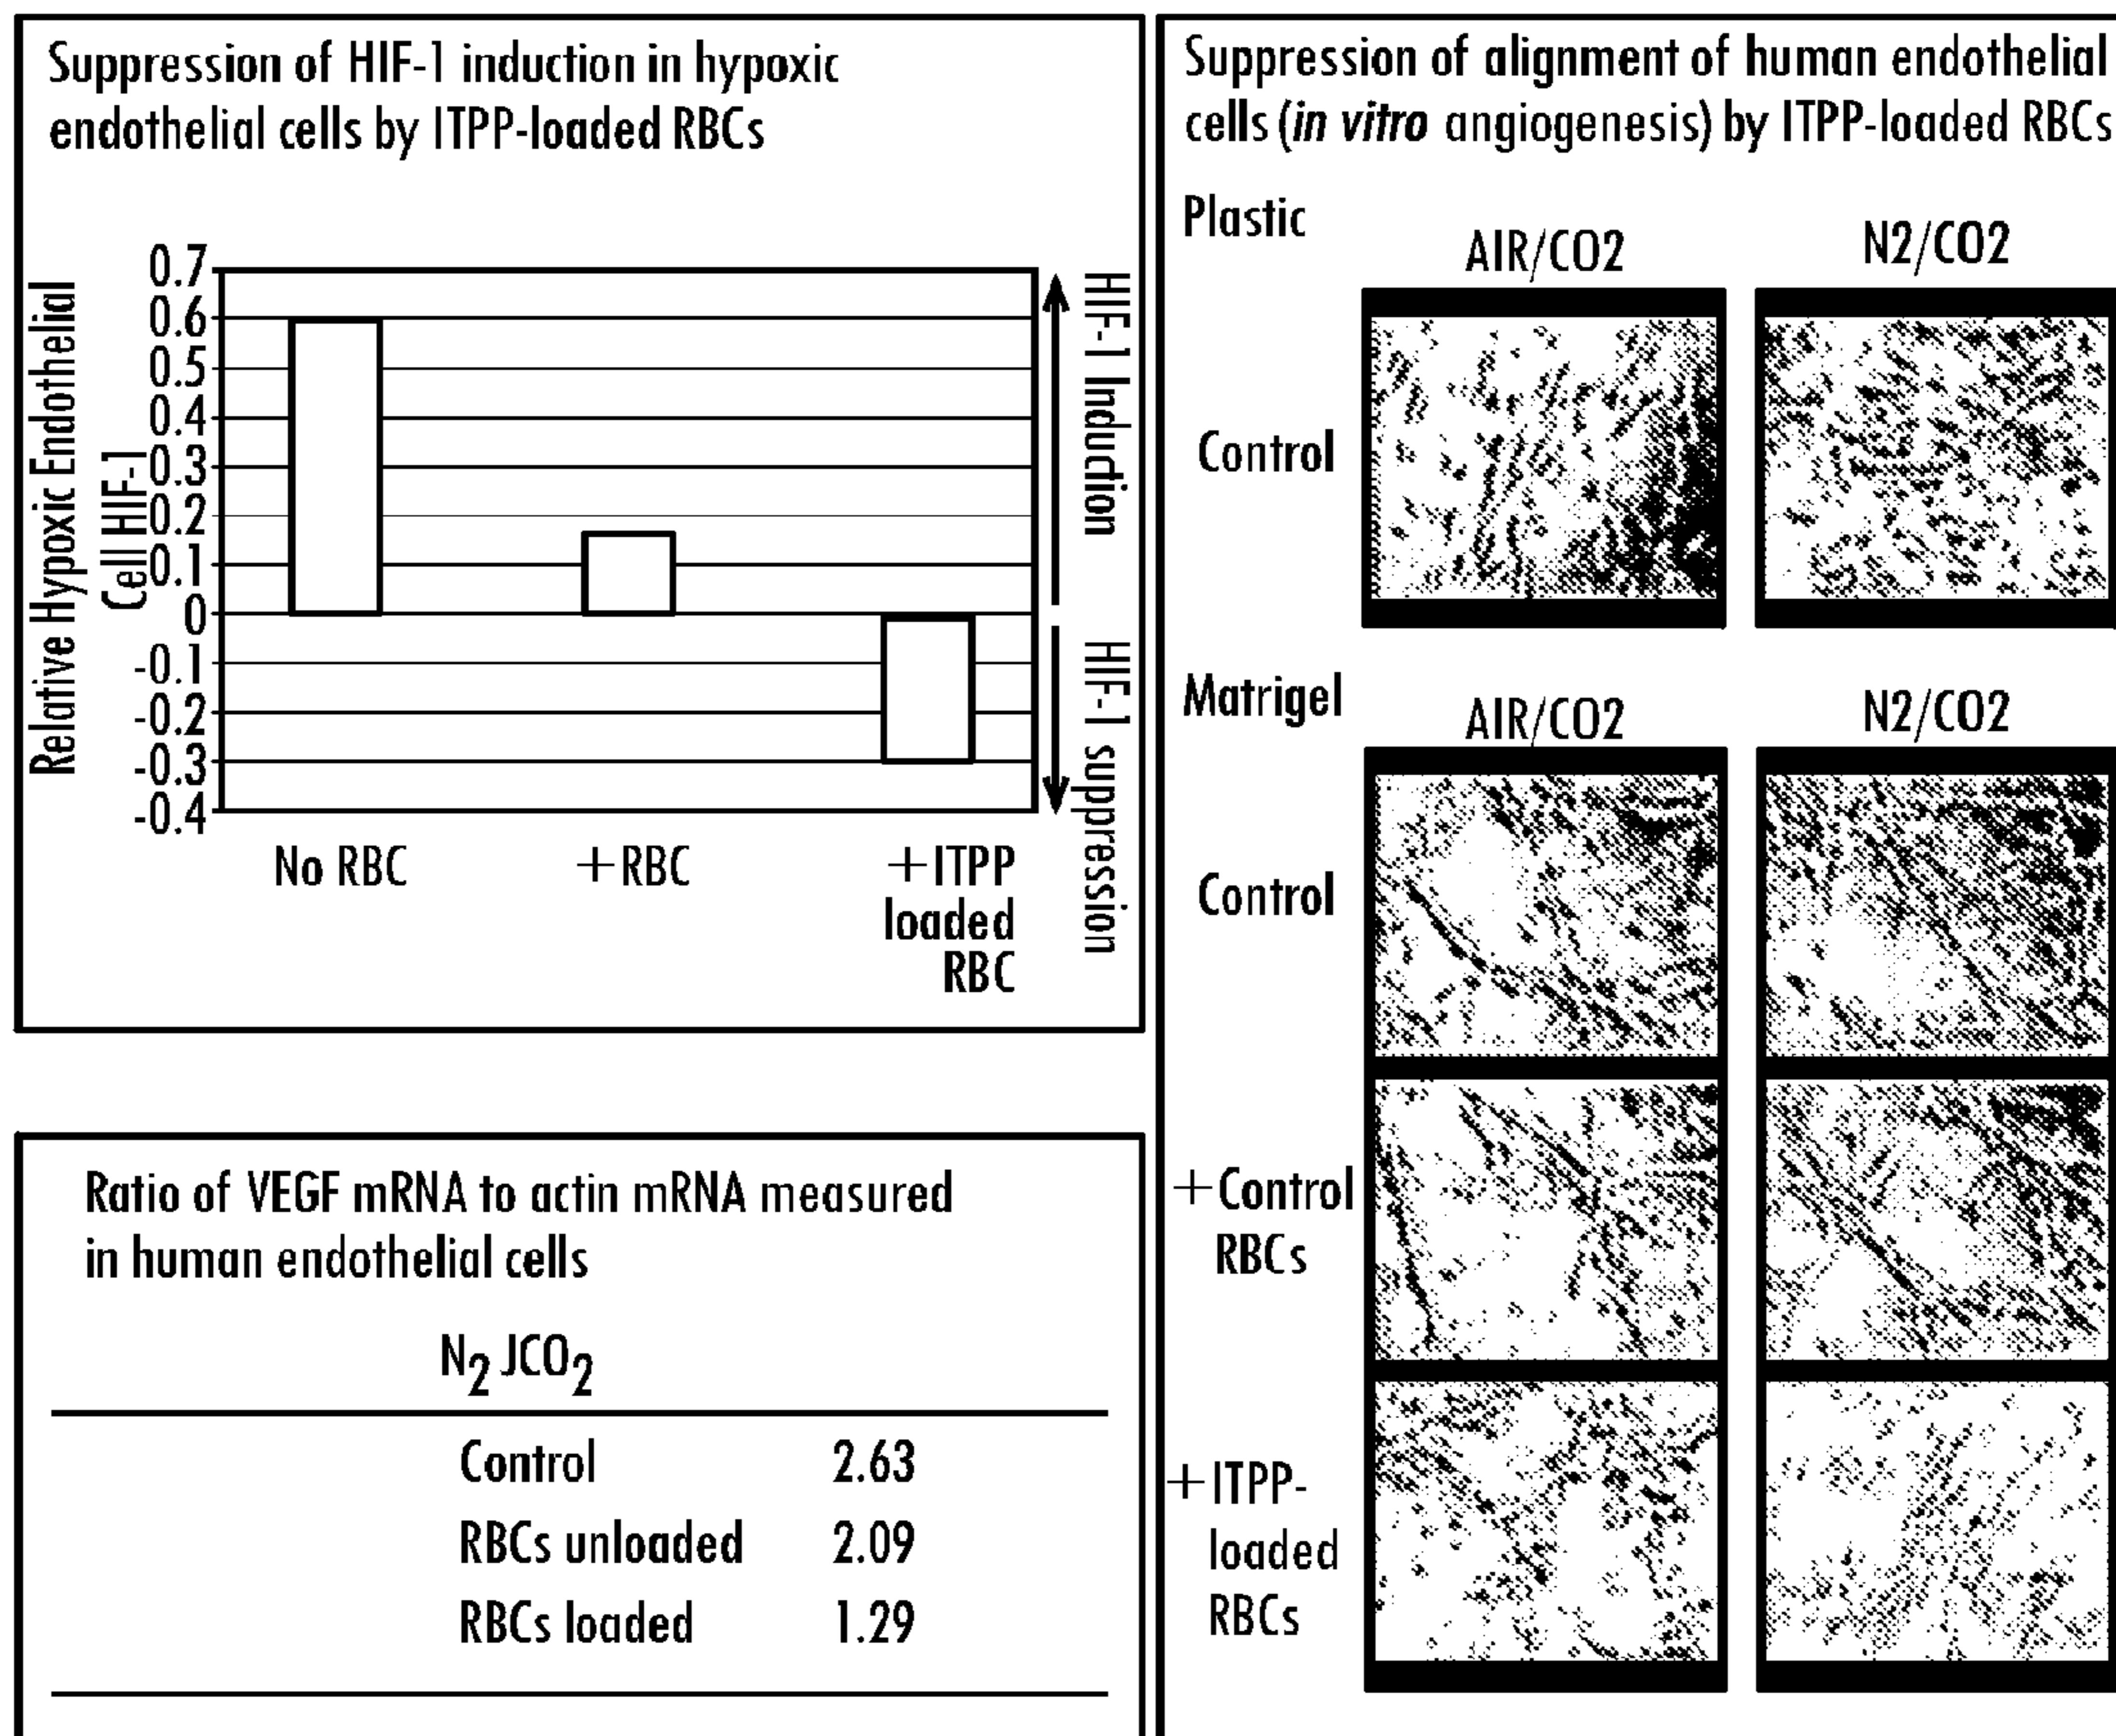 Suppression of HIF-1 induction in hypoxic
endothelial cells by ITPP-loaded RBCs
Relative Hypoxic Endothelial
Cell HIF-1
0.7
0.6
0.5
0.4
0.3
0.2
0.1
0
-0.1
-0.2
-0.3
-0.4
HIF-1 Induction
HIF-1 suppression
No RBC
+RBC
+ITPP
loaded
RBC
Ratio of VEGF mRNA to actin mRNA measured
in human endothelial cells
N2 JCO2
Control 2.63
RBCs unloaded 2.09
RBCs loaded 1.29
Suppression of alignment of human endothelial
cells (in vitro angiogenesis) by ITPP-loaded RBCs
Plastic
AIR/CO2 N2/CO2
Control
Matrigel
AIR/CO2 N2/CO2
Control
+Control
RBCs
+ITPP-
loaded
RBCs